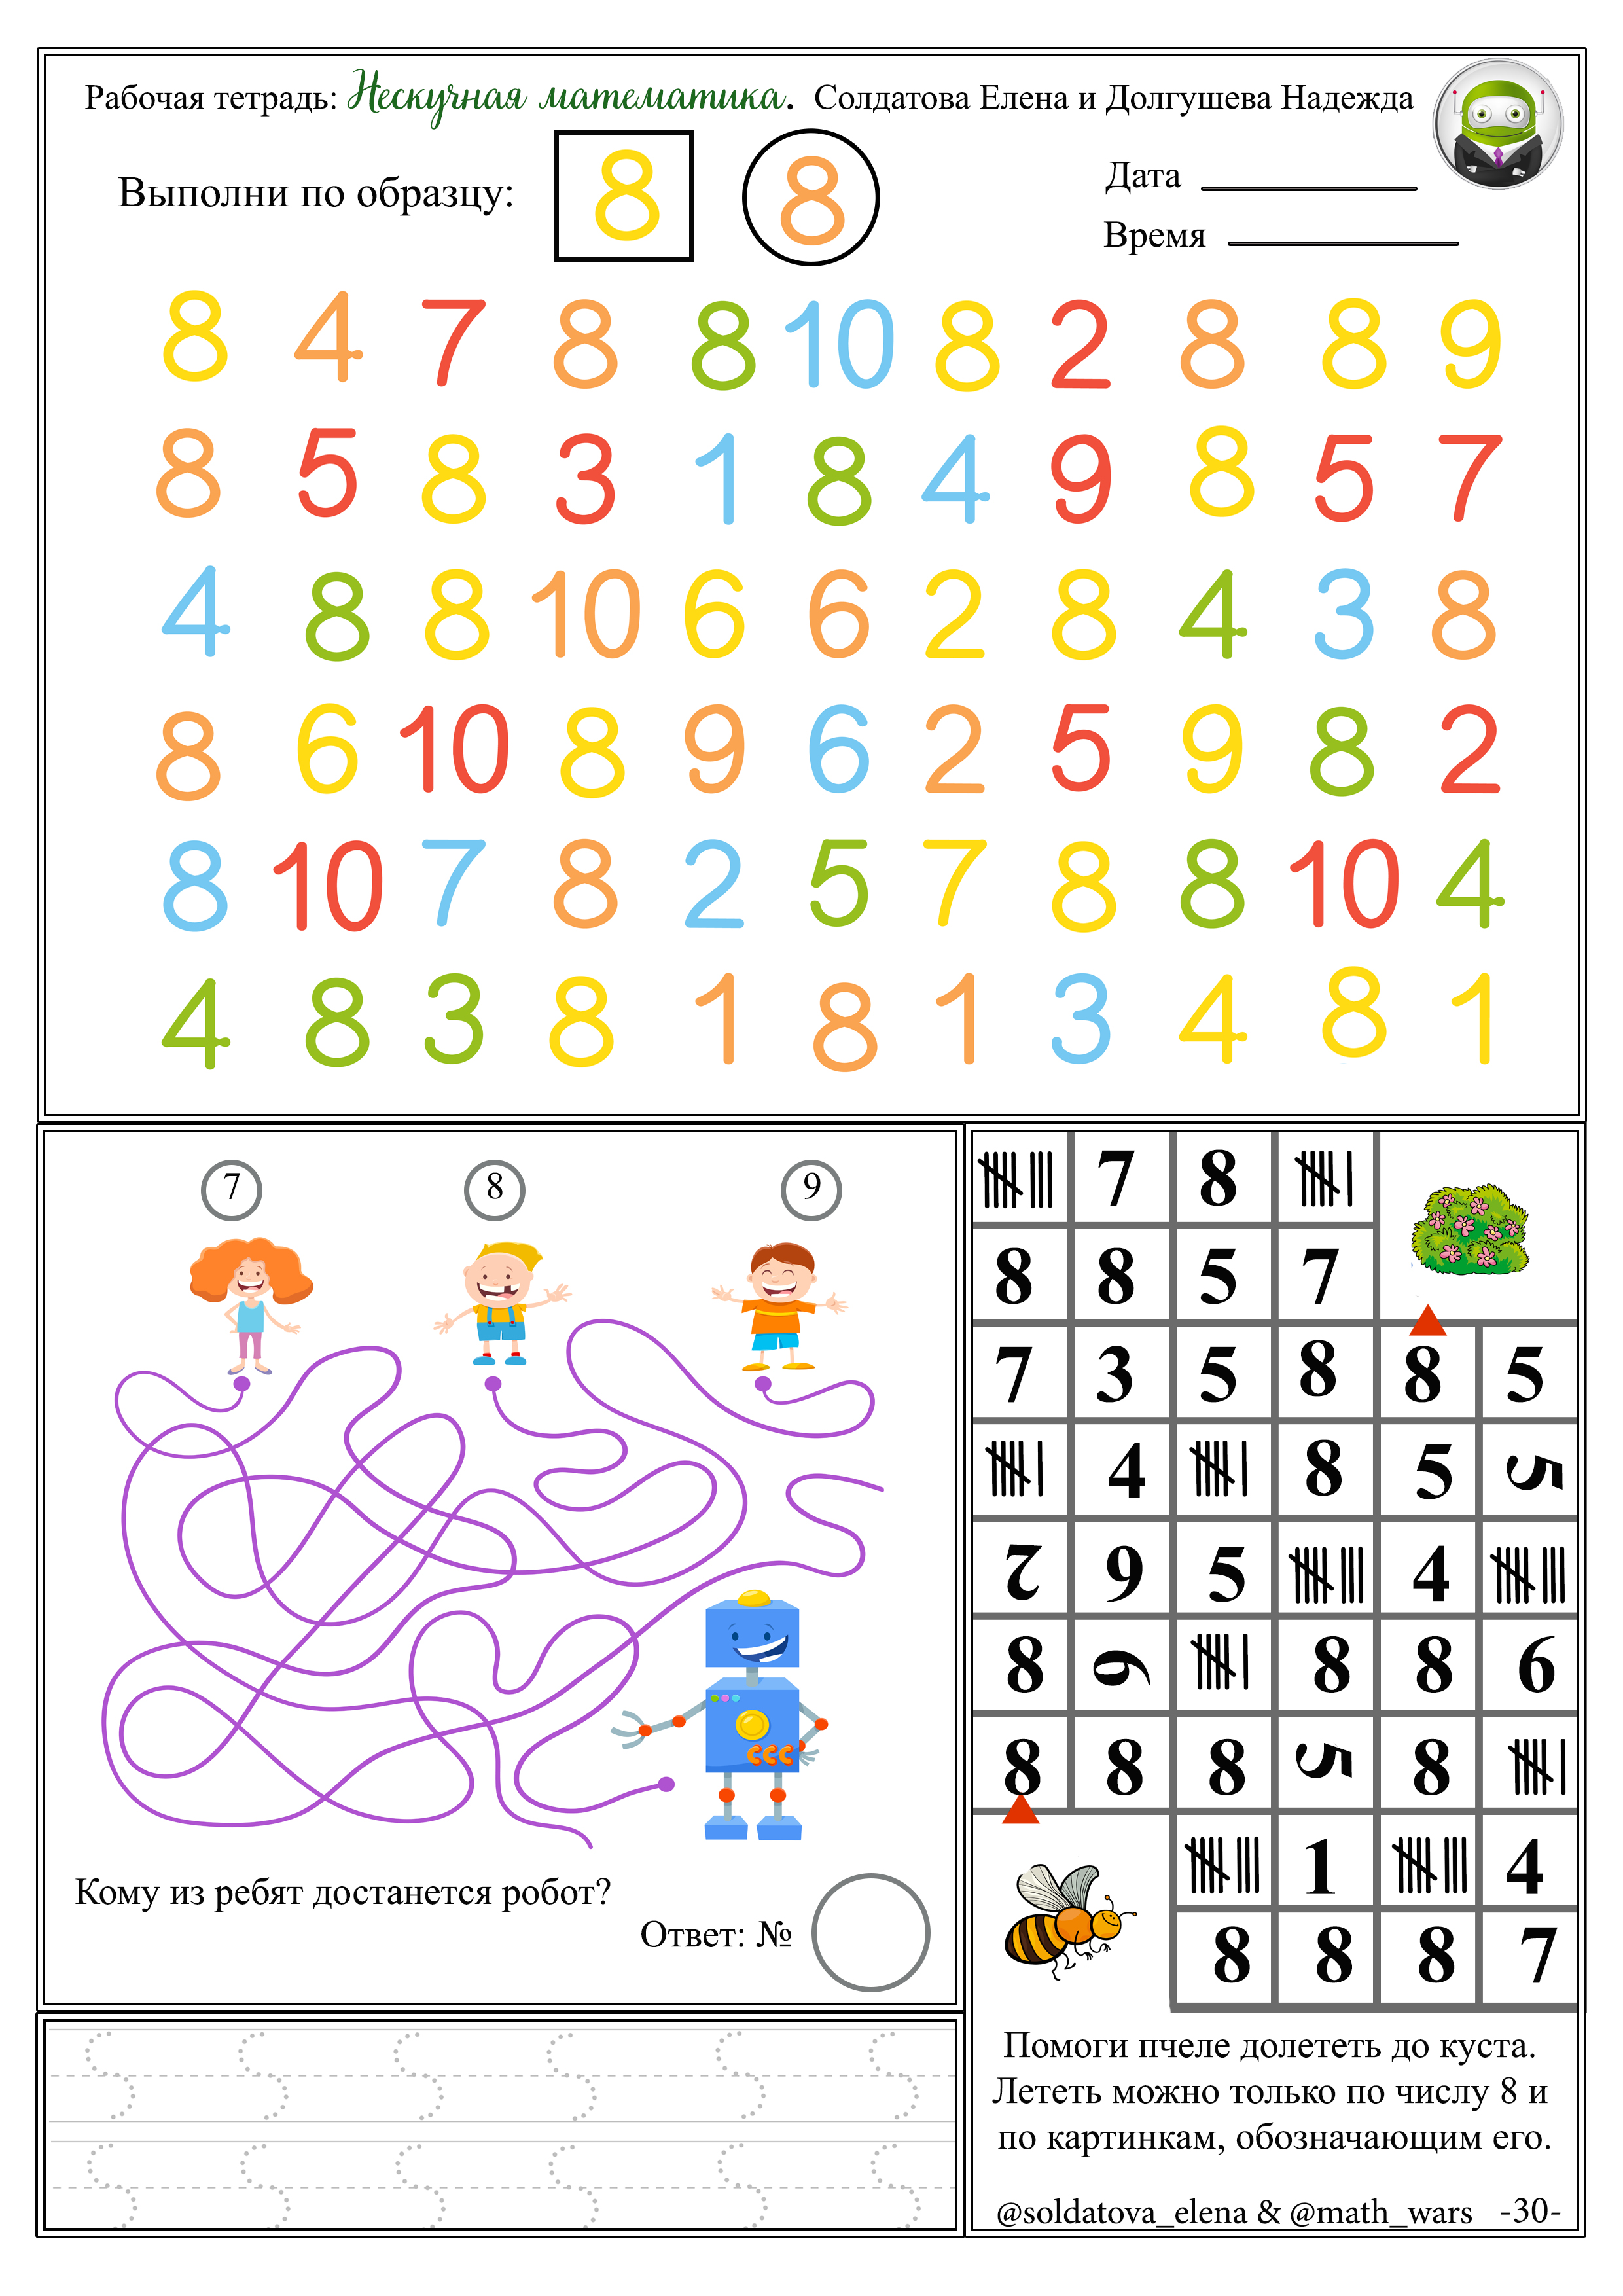 Рабочая тетрадь: Нескучная математика. Солдатова Елена и Долгушева Надежда
Выполни по образцу: 8 8
Дата
Время
8 4 7 8 8 10 8 2 8 8 9
8 5 8 3 1 8 4 9 8 5 7
4 8 8 10 6 6 2 8 4 3 8
8 6 10 8 9 6 2 5 9 8 2
8 10 7 8 2 5 7 8 8 10 4
4 8 3 8 1 8 1 3 4 8 1
7 8 9
Кому из ребят достанется робот?
Ответ: №
7 8
8 8 5 7
7 3 5 8 8 5
4 8 5 5
2 9 5 4
8 6 8 8 6
8 8 8 5 8
1 4
8 8 8 7
Помоги пчеле долететь до куста.
Лететь можно только по числу 8 и
по картинкам, обозначающим его.
@soldatova_elena & @math_wars -30-